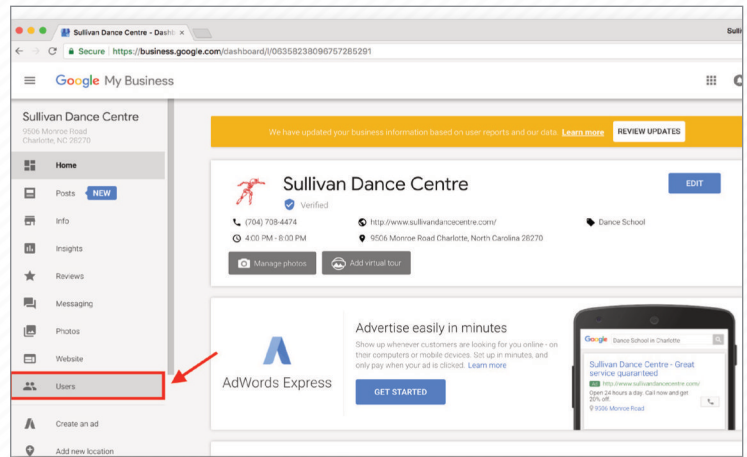 Sullivan Dance Centre - Dashb
Sulli
Secure | https://business.google.com/dashboard/l/06358238096757285291
Google My Business
Sullivan Dance Centre
9506 Monroe Road
Charlotte, NC 28270
Home
Posts NEW
Info
Insights
Reviews
Messaging
Photos
Website
Users
Create an ad
Add new location
We have updated your business information based on user reports and our data. Learn more REVIEW UPDATES
Sullivan Dance Centre
EDIT
Verified
(704) 708-4474 http://www.sullivandancecentre.com/ Dance School
4:00 PM - 8:00 PM 9506 Monroe Road Charlotte, North Carolina 28270
Manage photos Add virtual tour
AdWords Express
Advertise easily in minutes
Show up whenever customers are looking for you online - on
their computers or mobile devices. Set up in minutes, and
only pay when your ad is clicked. Learn more
GET STARTED
Google Dance School in Charlotte
Sullivan Dance Centre - Great
service guaranteed
Ad http://www.sullivandancecentre.com/
Open 24 hours a day. Call now and get
20% off.
9506 Monroe Road